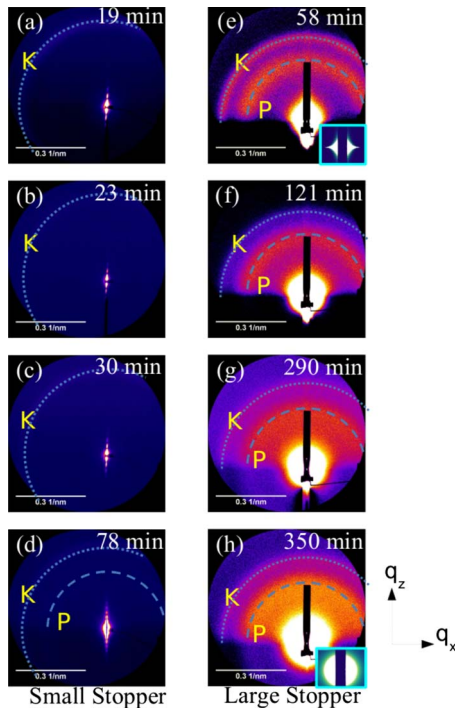 (a) 19 min
K
0.3 1/nm
(b) 23 min
K
0.3 1/nm
(c) 30 min
K
0.3 1/nm
(d) 78 min
K
P
0.3 1/nm
Small Stopper
(e) 58 min
K
P
0.3 1/nm
(f) 121 min
K
P
0.3 1/nm
(g) 290 min
K
P
0.3 1/nm
(h) 350 min
K
P
0.3 1/nm
Large Stopper
q_z
q_x